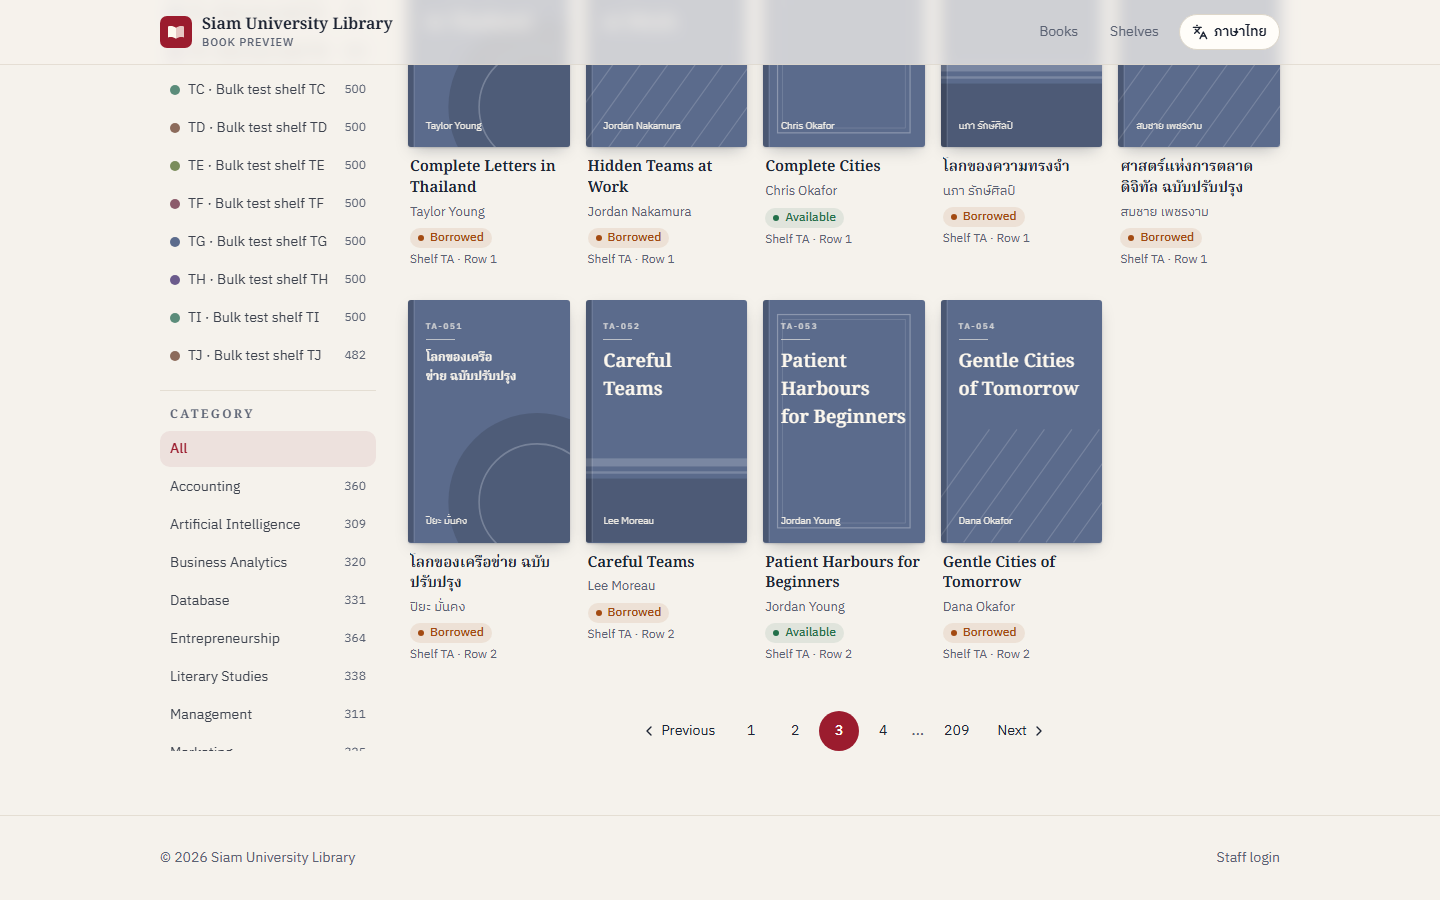 Siam University Library
BOOK PREVIEW
Books
Shelves
ภาษาไทย
TC · Bulk test shelf TC 500
TD · Bulk test shelf TD 500
TE · Bulk test shelf TE 500
TF · Bulk test shelf TF 500
TG · Bulk test shelf TG 500
TH · Bulk test shelf TH 500
TI · Bulk test shelf TI 500
TJ · Bulk test shelf TJ 482
CATEGORY
All
Accounting 360
Artificial Intelligence 309
Business Analytics 320
Database 331
Entrepreneurship 364
Literary Studies 338
Management 311
Taylor Young
Complete Letters in
Thailand
Taylor Young
Borrowed
Shelf TA · Row 1
Jordan Nakamura
Hidden Teams at
Work
Jordan Nakamura
Borrowed
Shelf TA · Row 1
Chris Okafor
Complete Cities
Chris Okafor
Available
Shelf TA · Row 1
นภา รักษ์ศิลป์
โลกของความทรงจำ
นภา รักษ์ศิลป์
Borrowed
Shelf TA · Row 1
สมชาย เพชรงาม
ศาสตร์แห่งการตลาด
ดิจิทัล ฉบับปรับปรุง
สมชาย เพชรงาม
Borrowed
Shelf TA · Row 1
TA-051
โลกของเครือ
ข่าย ฉบับปรับปรุง
ปิยะ มั่นคง
โลกของเครือข่าย ฉบับ
ปรับปรุง
ปิยะ มั่นคง
Borrowed
Shelf TA · Row 2
TA-052
Careful
Teams
Lee Moreau
Careful Teams
Lee Moreau
Borrowed
Shelf TA · Row 2
TA-053
Patient
Harbours
for Beginners
Jordan Young
Patient Harbours for
Beginners
Jordan Young
Available
Shelf TA · Row 2
TA-054
Gentle Cities
of Tomorrow
Dana Okafor
Gentle Cities of
Tomorrow
Dana Okafor
Borrowed
Shelf TA · Row 2
Previous 1 2 3 4 ... 209 Next
© 2026 Siam University Library
Staff login